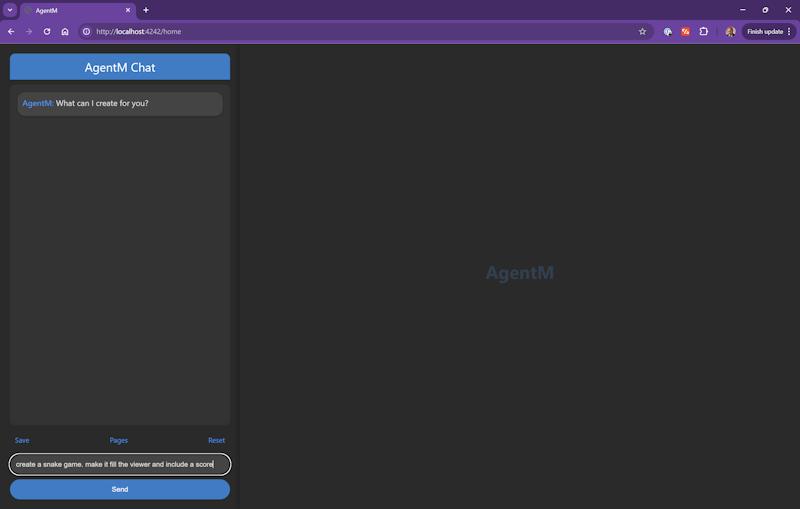 AgentM
http://localhost:4242/home
Finish update
AgentM Chat
AgentM: What can I create for you?
AgentM
Save Pages Reset
create a snake game. make it fill the viewer and include a score
Send